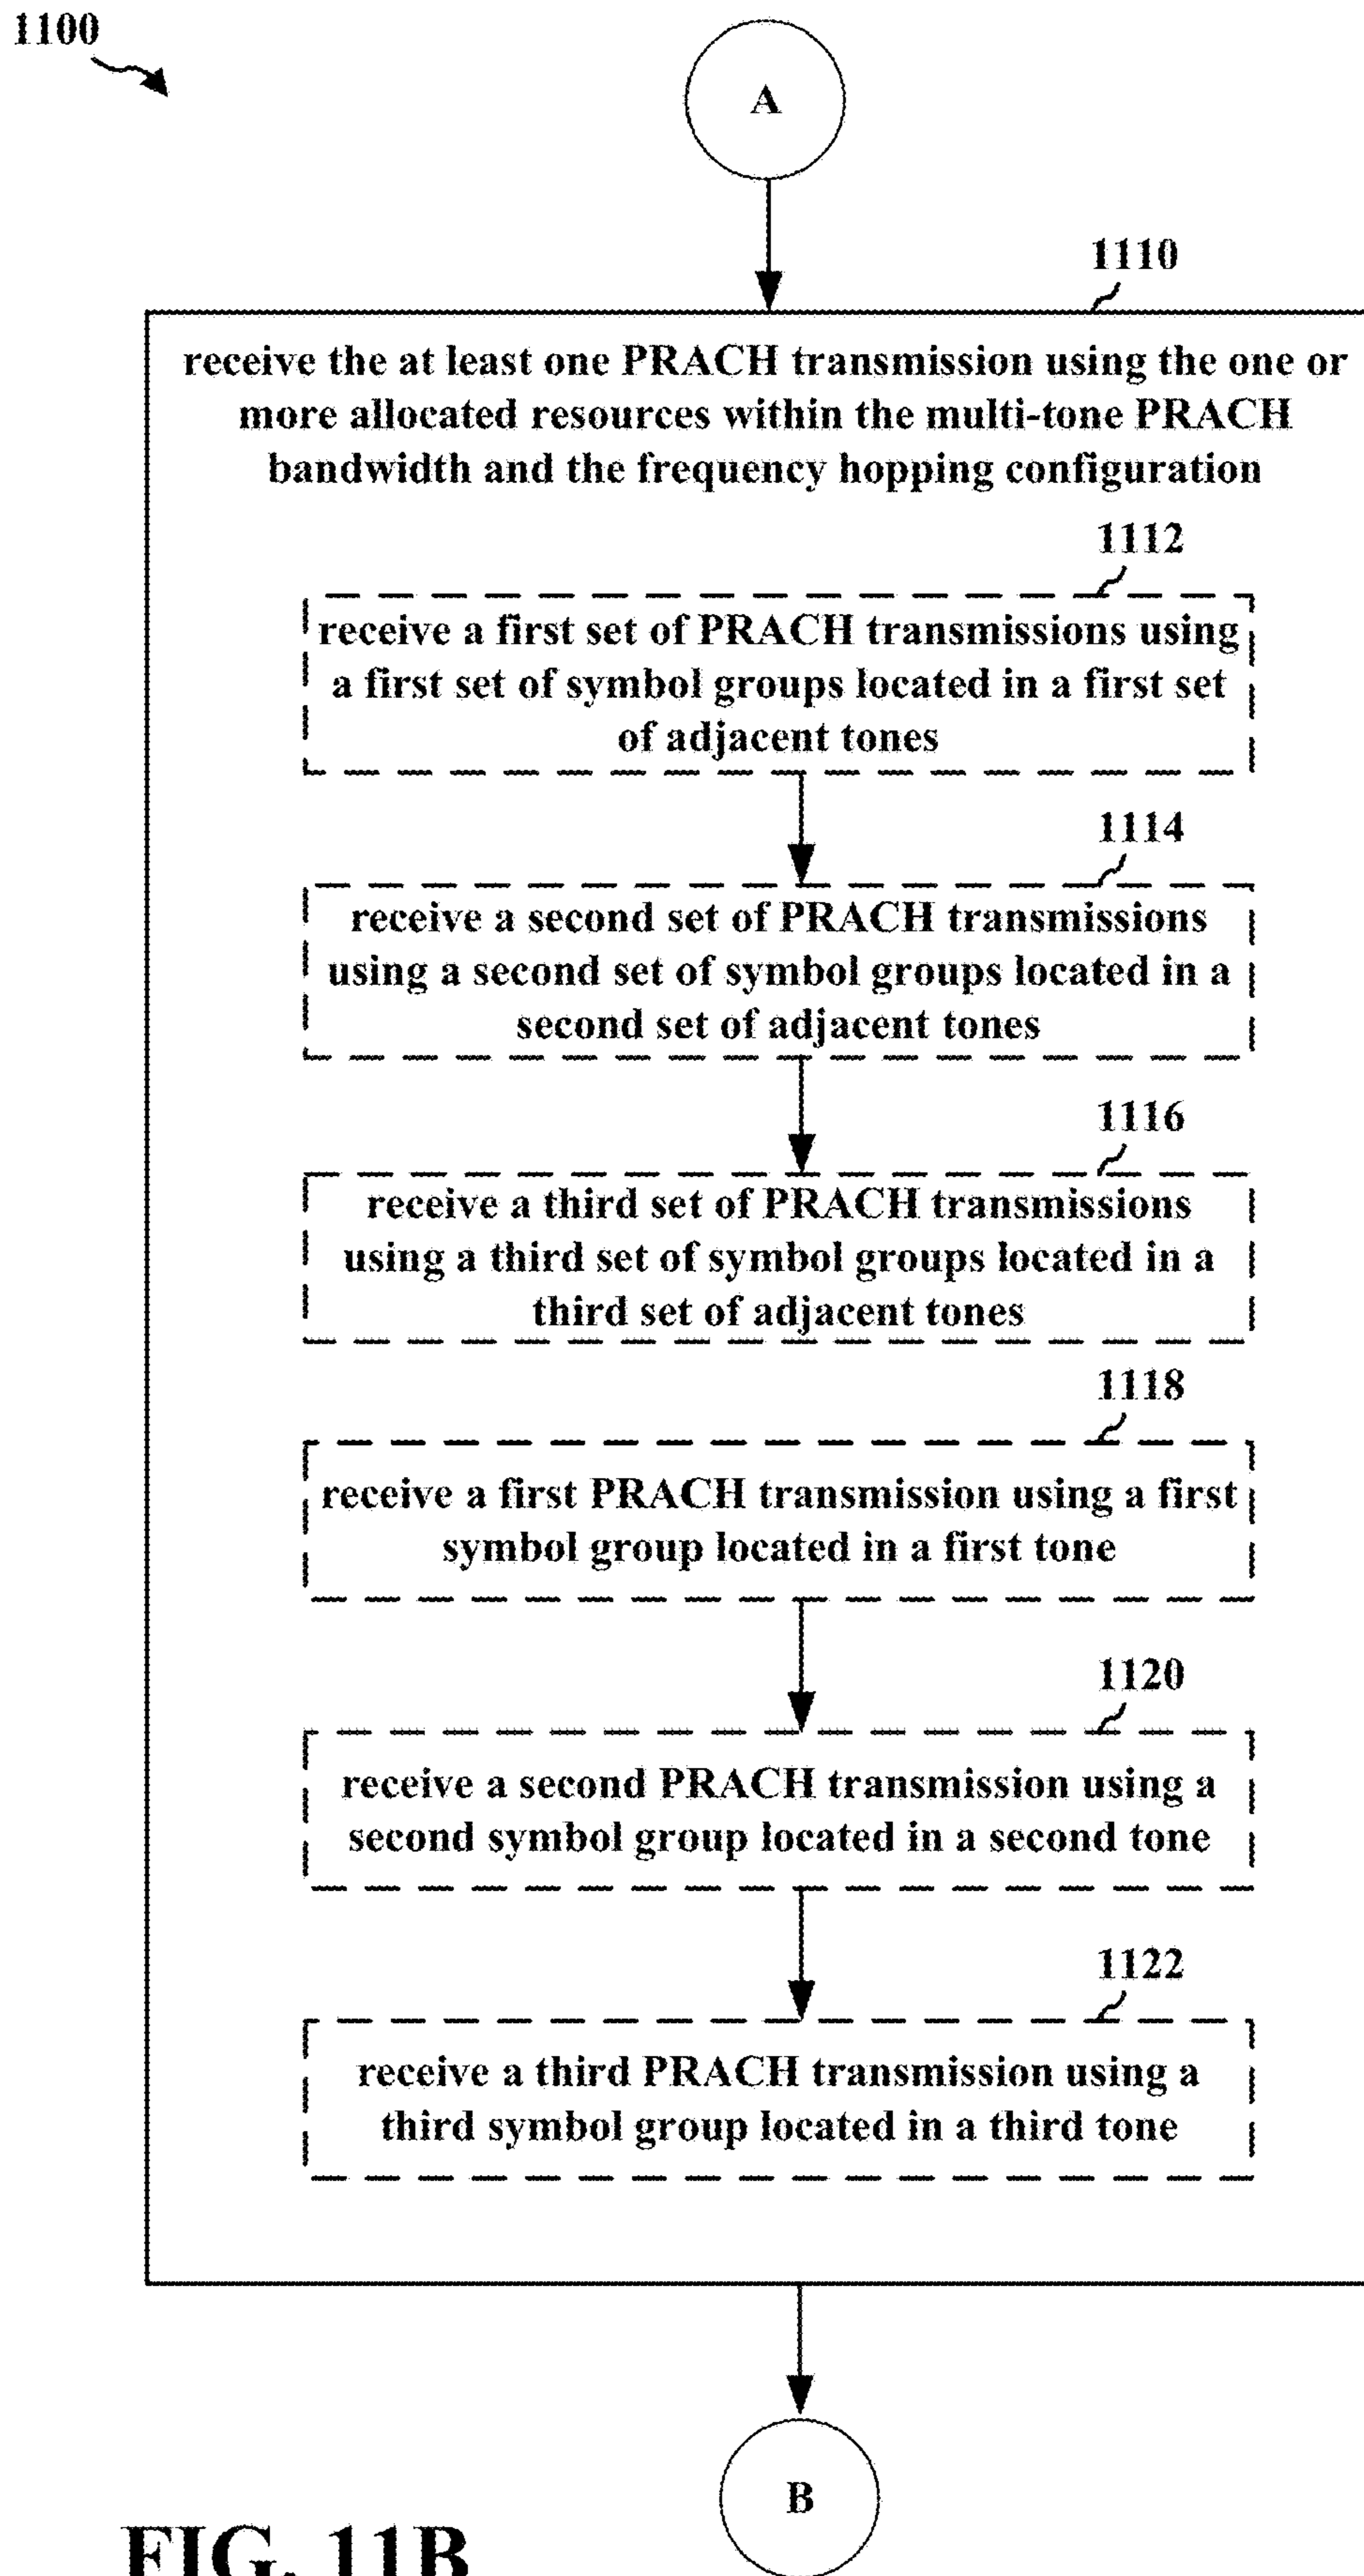 1100
A
1110
receive the at least one PRACH transmission using the one or
more allocated resources within the multi-tone PRACH
bandwidth and the frequency hopping configuration
1112
receive a first set of PRACH transmissions using
a first set of symbol groups located in a first set
of adjacent tones
1114
receive a second set of PRACH transmissions
using a second set of symbol groups located in a
second set of adjacent tones
1116
receive a third set of PRACH transmissions
using a third set of symbol groups located in a
third set of adjacent tones
1118
receive a first PRACH transmission using a first
symbol group located in a first tone
1120
receive a second PRACH transmission using a
second symbol group located in a second tone
1122
receive a third PRACH transmission using a
third symbol group located in a third tone
B
FIG. 11B